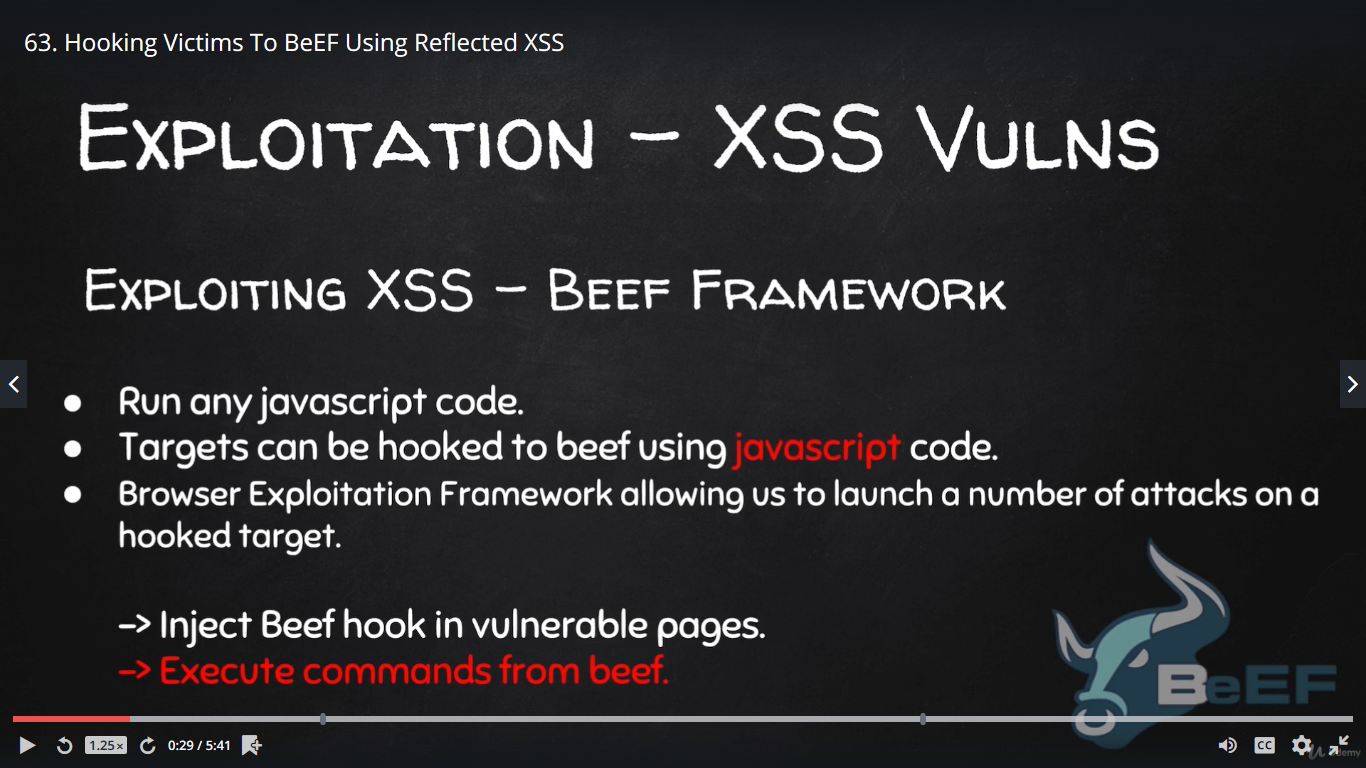 63. Hooking Victims To BeEF Using Reflected XSS
Exploitation - XSS Vulns
Exploiting XSS - Beef Framework
● Run any javascript code.
● Targets can be hooked to beef using javascript code.
● Browser Exploitation Framework allowing us to launch a number of attacks on a
hooked target.
-> Inject Beef hook in vulnerable pages.
-> Execute commands from beef.
BeEF
1.25x
0:29 / 5:41
CC
udemy